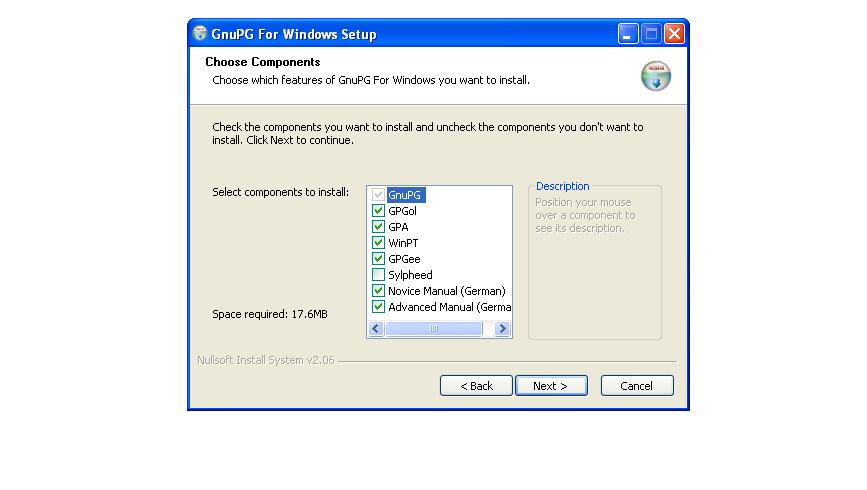 GnuPG For Windows Setup
Choose Components
Choose which features of GnuPG For Windows you want to install.
Check the components you want to install and uncheck the components you don't want to
install. Click Next to continue.
Select components to install:
GnuPG
GPGol
GPA
WinPT
GPGee
Sylpheed
Novice Manual (German)
Advanced Manual (Germa
Description
Position your mouse
over a component to
see its description.
Space required: 17.6MB
Nullsoft Install System v2.06
< Back
Next >
Cancel